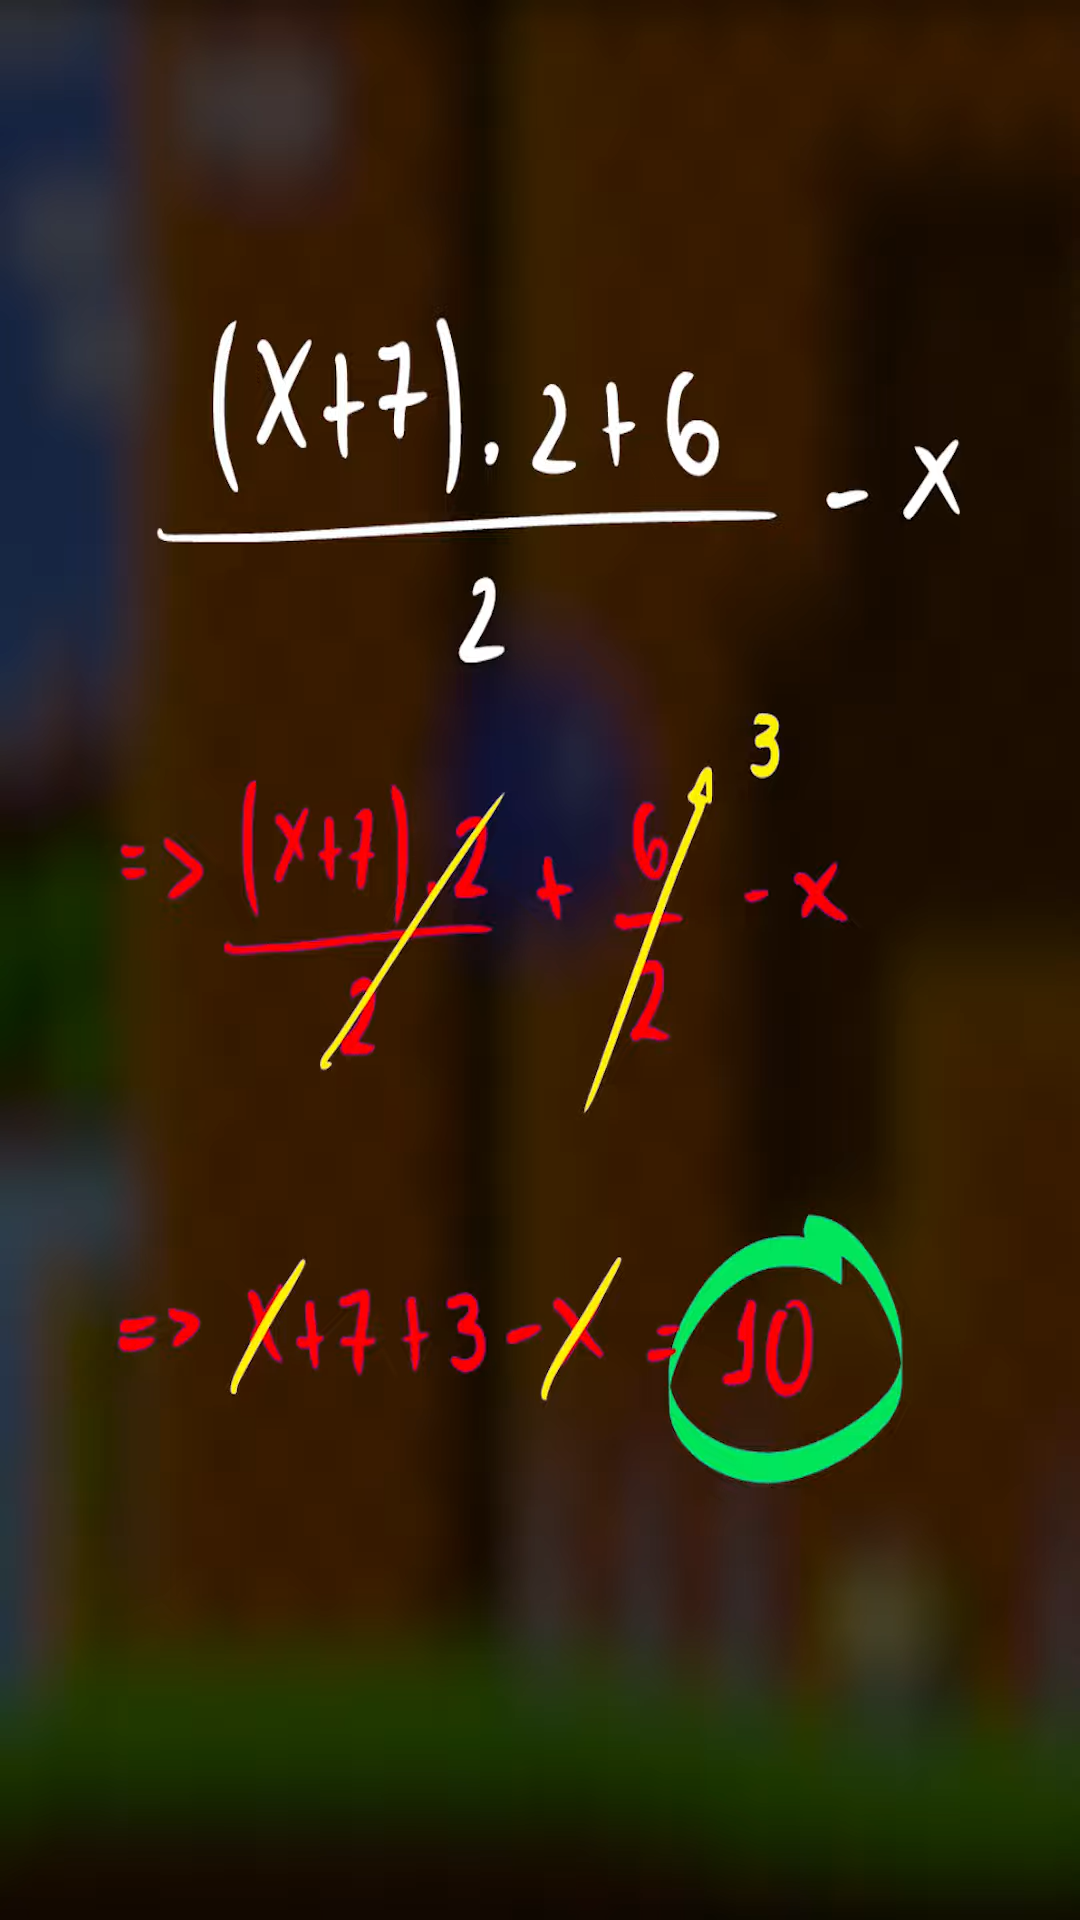 (x+7).2+6
- x
2
3
=> (x+7).2 + 6 - x
2 2
=> x+7+3-x = 10